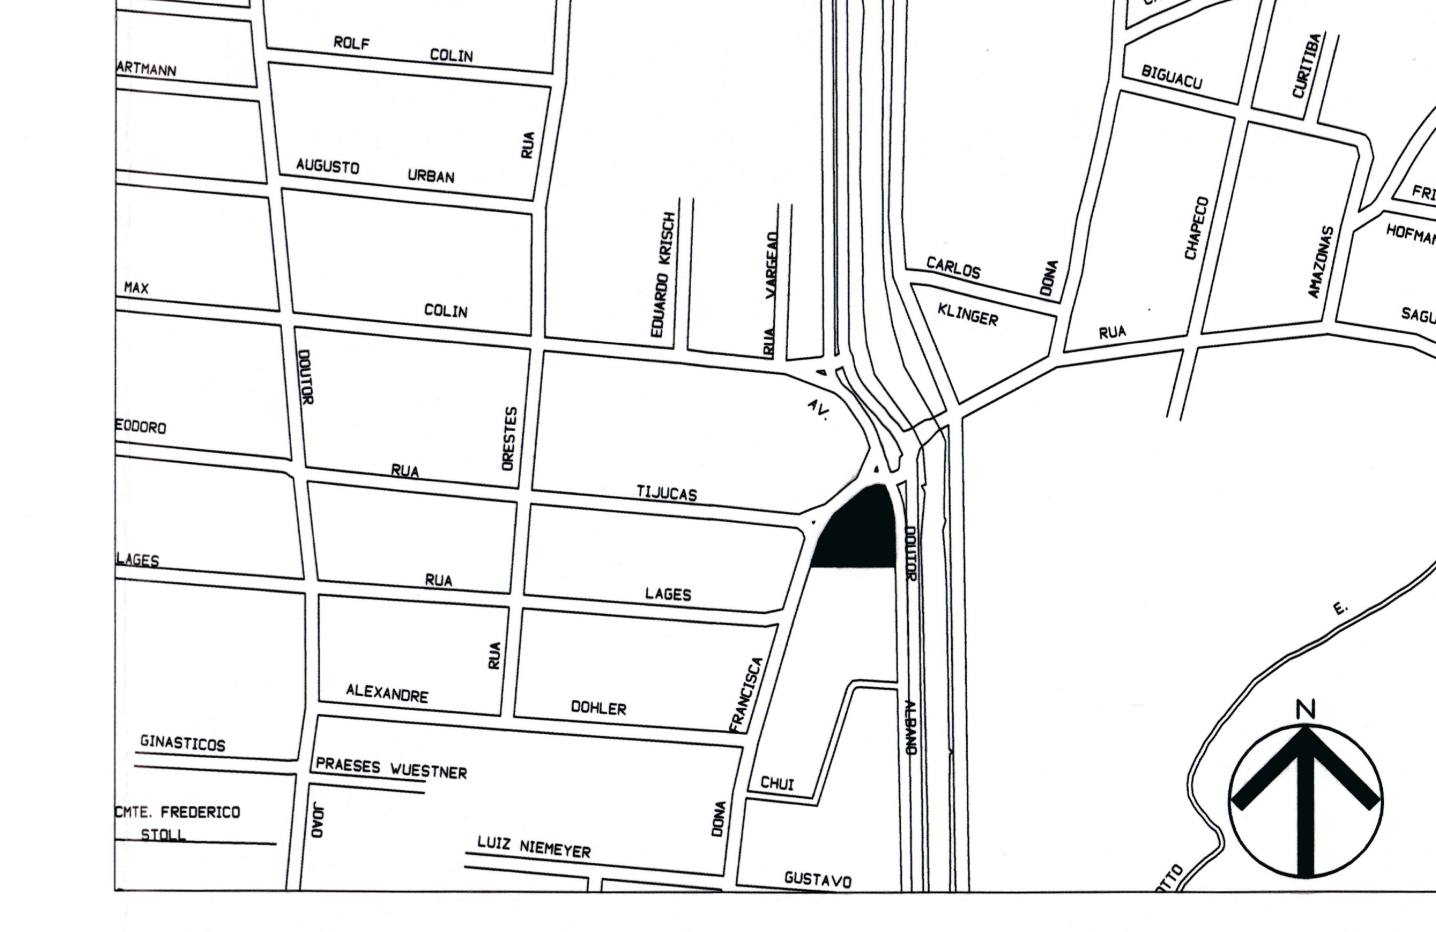 ROLF COLIN
ARTMANN
BIGUACU
CURITIBA
RUA
AUGUSTO URBAN
FRI
HOFMAN
CHAPECO
AMAZONAS
EDUARDO KRISCH
RUA VARGEAO
CARLOS
DONA
KLINGER
MAX
COLIN
SAGU
RUA
DOUTOR
AV.
ORESTES
EODORO
RUA
TIJUCAS
DOUTOR
LAGES
RUA
LAGES
E.
RUA
FRANCISCA
ALEXANDRE
DOHLER
ALBANO
N
GINASTICOS
PRAESES WUESTNER
CHUI
CMTE. FREDERICO
STOLL
JOAO
DONA
LUIZ NIEMEYER
GUSTAVO
OTTO